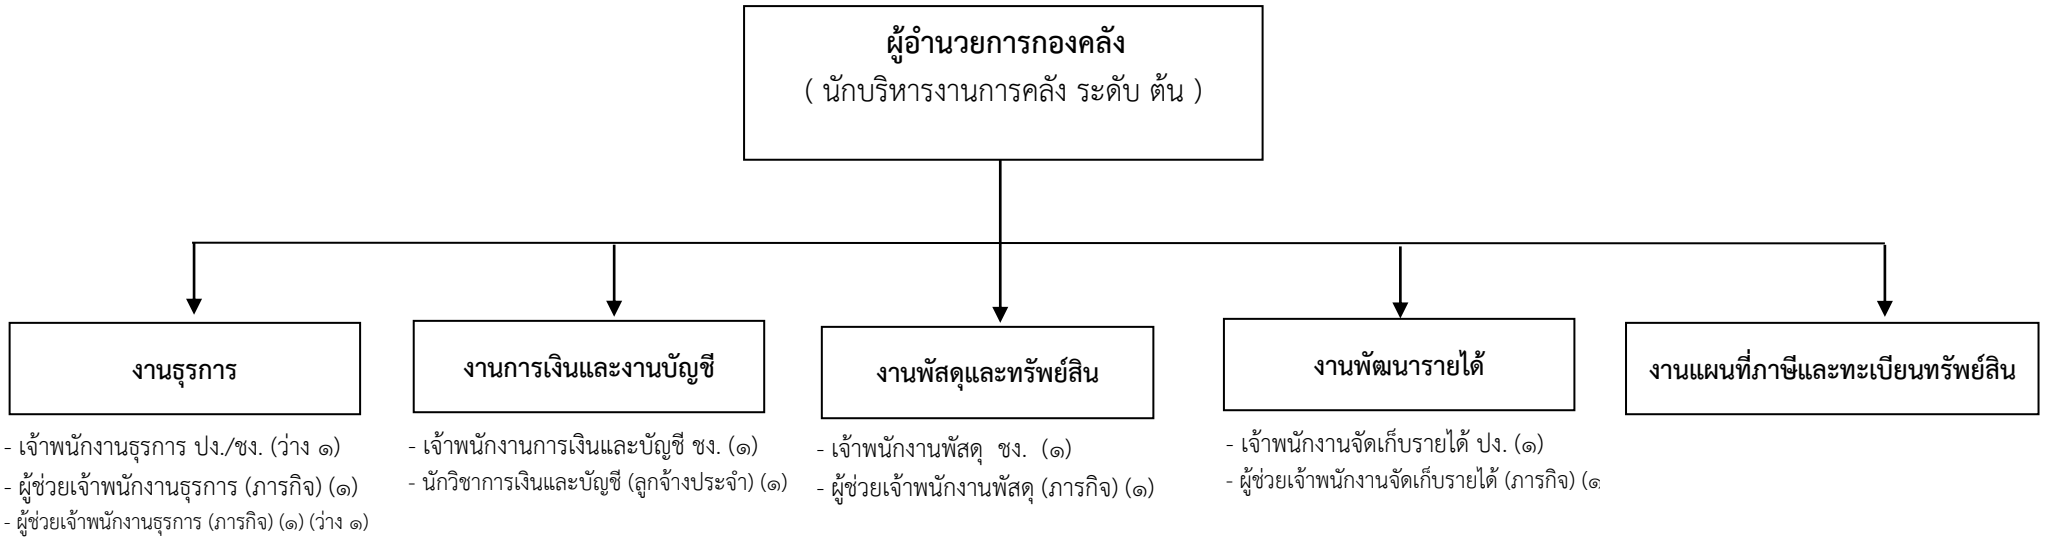 ผู้อำนวยการกองคลัง
( นักบริหารงานการคลัง ระดับ ต้น )
งานธุรการ
- เจ้าพนักงานธุรการ ปง./ชง. (ว่าง ๑)
- ผู้ช่วยเจ้าพนักงานธุรการ (ภารกิจ) (๑)
- ผู้ช่วยเจ้าพนักงานธุรการ (ภารกิจ) (๑) (ว่าง ๑)
งานการเงินและงานบัญชี
- เจ้าพนักงานการเงินและบัญชี ชง. (๑)
- นักวิชาการเงินและบัญชี (ลูกจ้างประจำ) (๑)
งานพัสดุและทรัพย์สิน
- เจ้าพนักงานพัสดุ ชง. (๑)
- ผู้ช่วยเจ้าพนักงานพัสดุ (ภารกิจ) (๑)
งานพัฒนารายได้
- เจ้าพนักงานจัดเก็บรายได้ ปง. (๑)
- ผู้ช่วยเจ้าพนักงานจัดเก็บรายได้ (ภารกิจ) (๑
งานแผนที่ภาษีและทะเบียนทรัพย์สิน